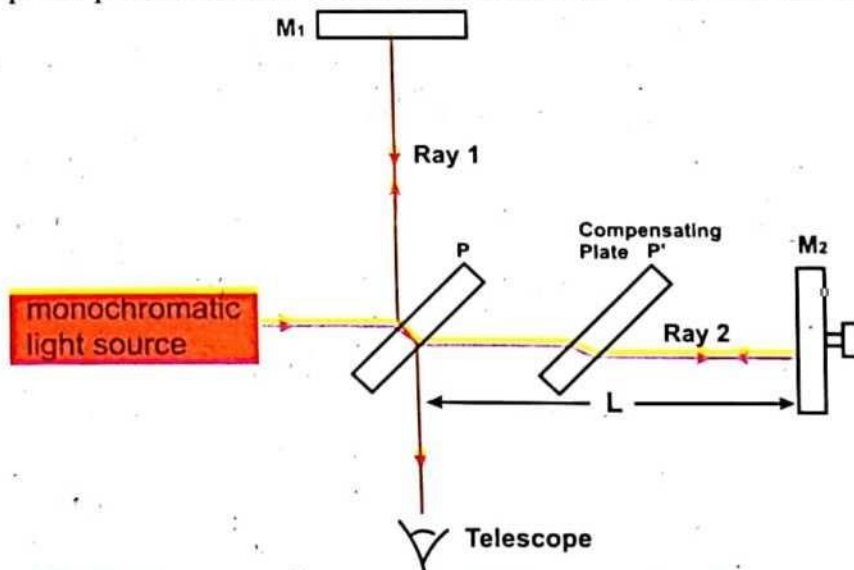 M₁
Ray 1
Compensating
Plate P'
P
M₂
monochromatic
light source
Ray 2
L
Telescope